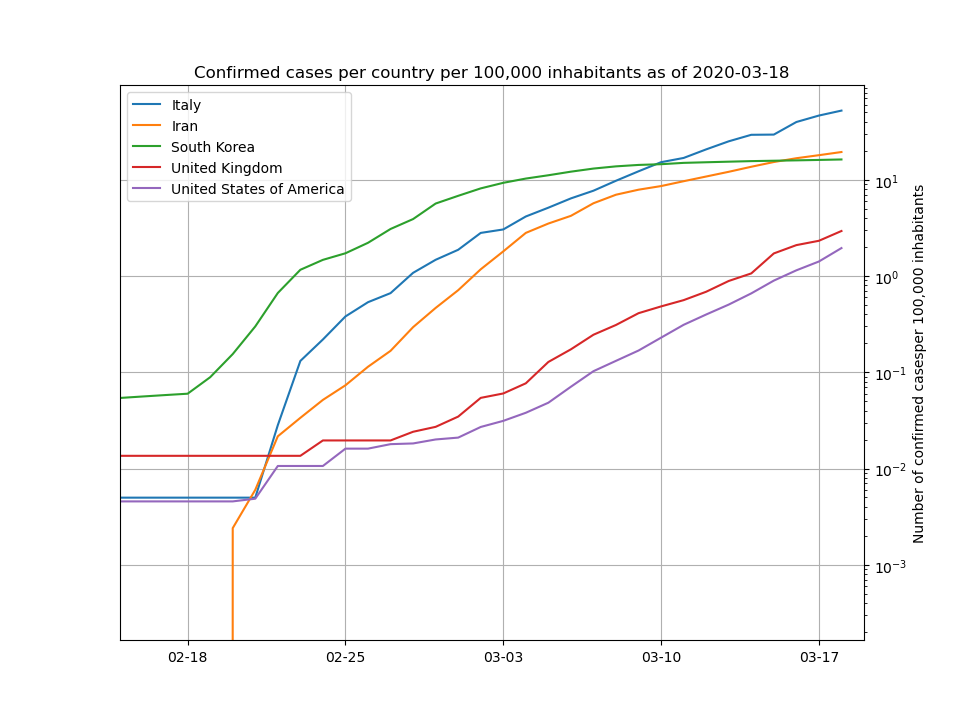 Confirmed cases per country per 100,000 inhabitants as of 2020-03-18
Italy
Iran
South Korea
United Kingdom
United States of America
10¹
10⁰
10⁻¹
10⁻²
10⁻³
Number of confirmed casesper 100,000 inhabitants
02-18
02-25
03-03
03-10
03-17